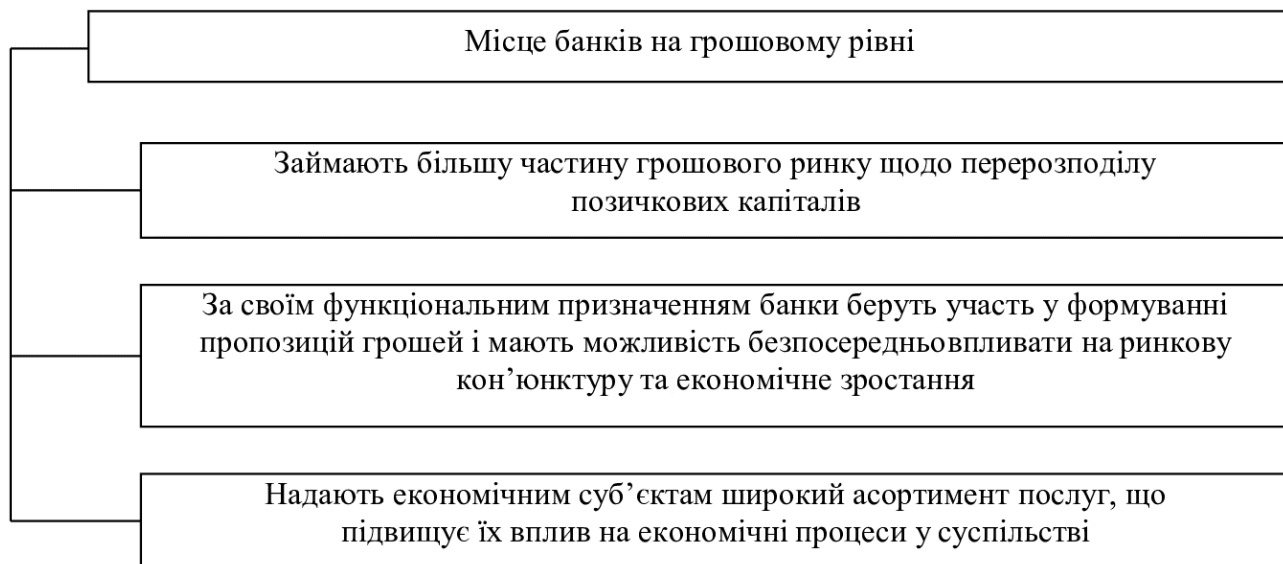 Місце банків на грошовому рівні
Займають більшу частину грошового ринку щодо перерозподілу
позичкових капіталів
За своїм функціональним призначенням банки беруть участь у формуванні
пропозицій грошей і мають можливість безпосередньовпливати на ринкову
кон’юнктуру та економічне зростання
Надають економічним суб’єктам широкий асортимент послуг, що
підвищує їх вплив на економічні процеси у суспільстві